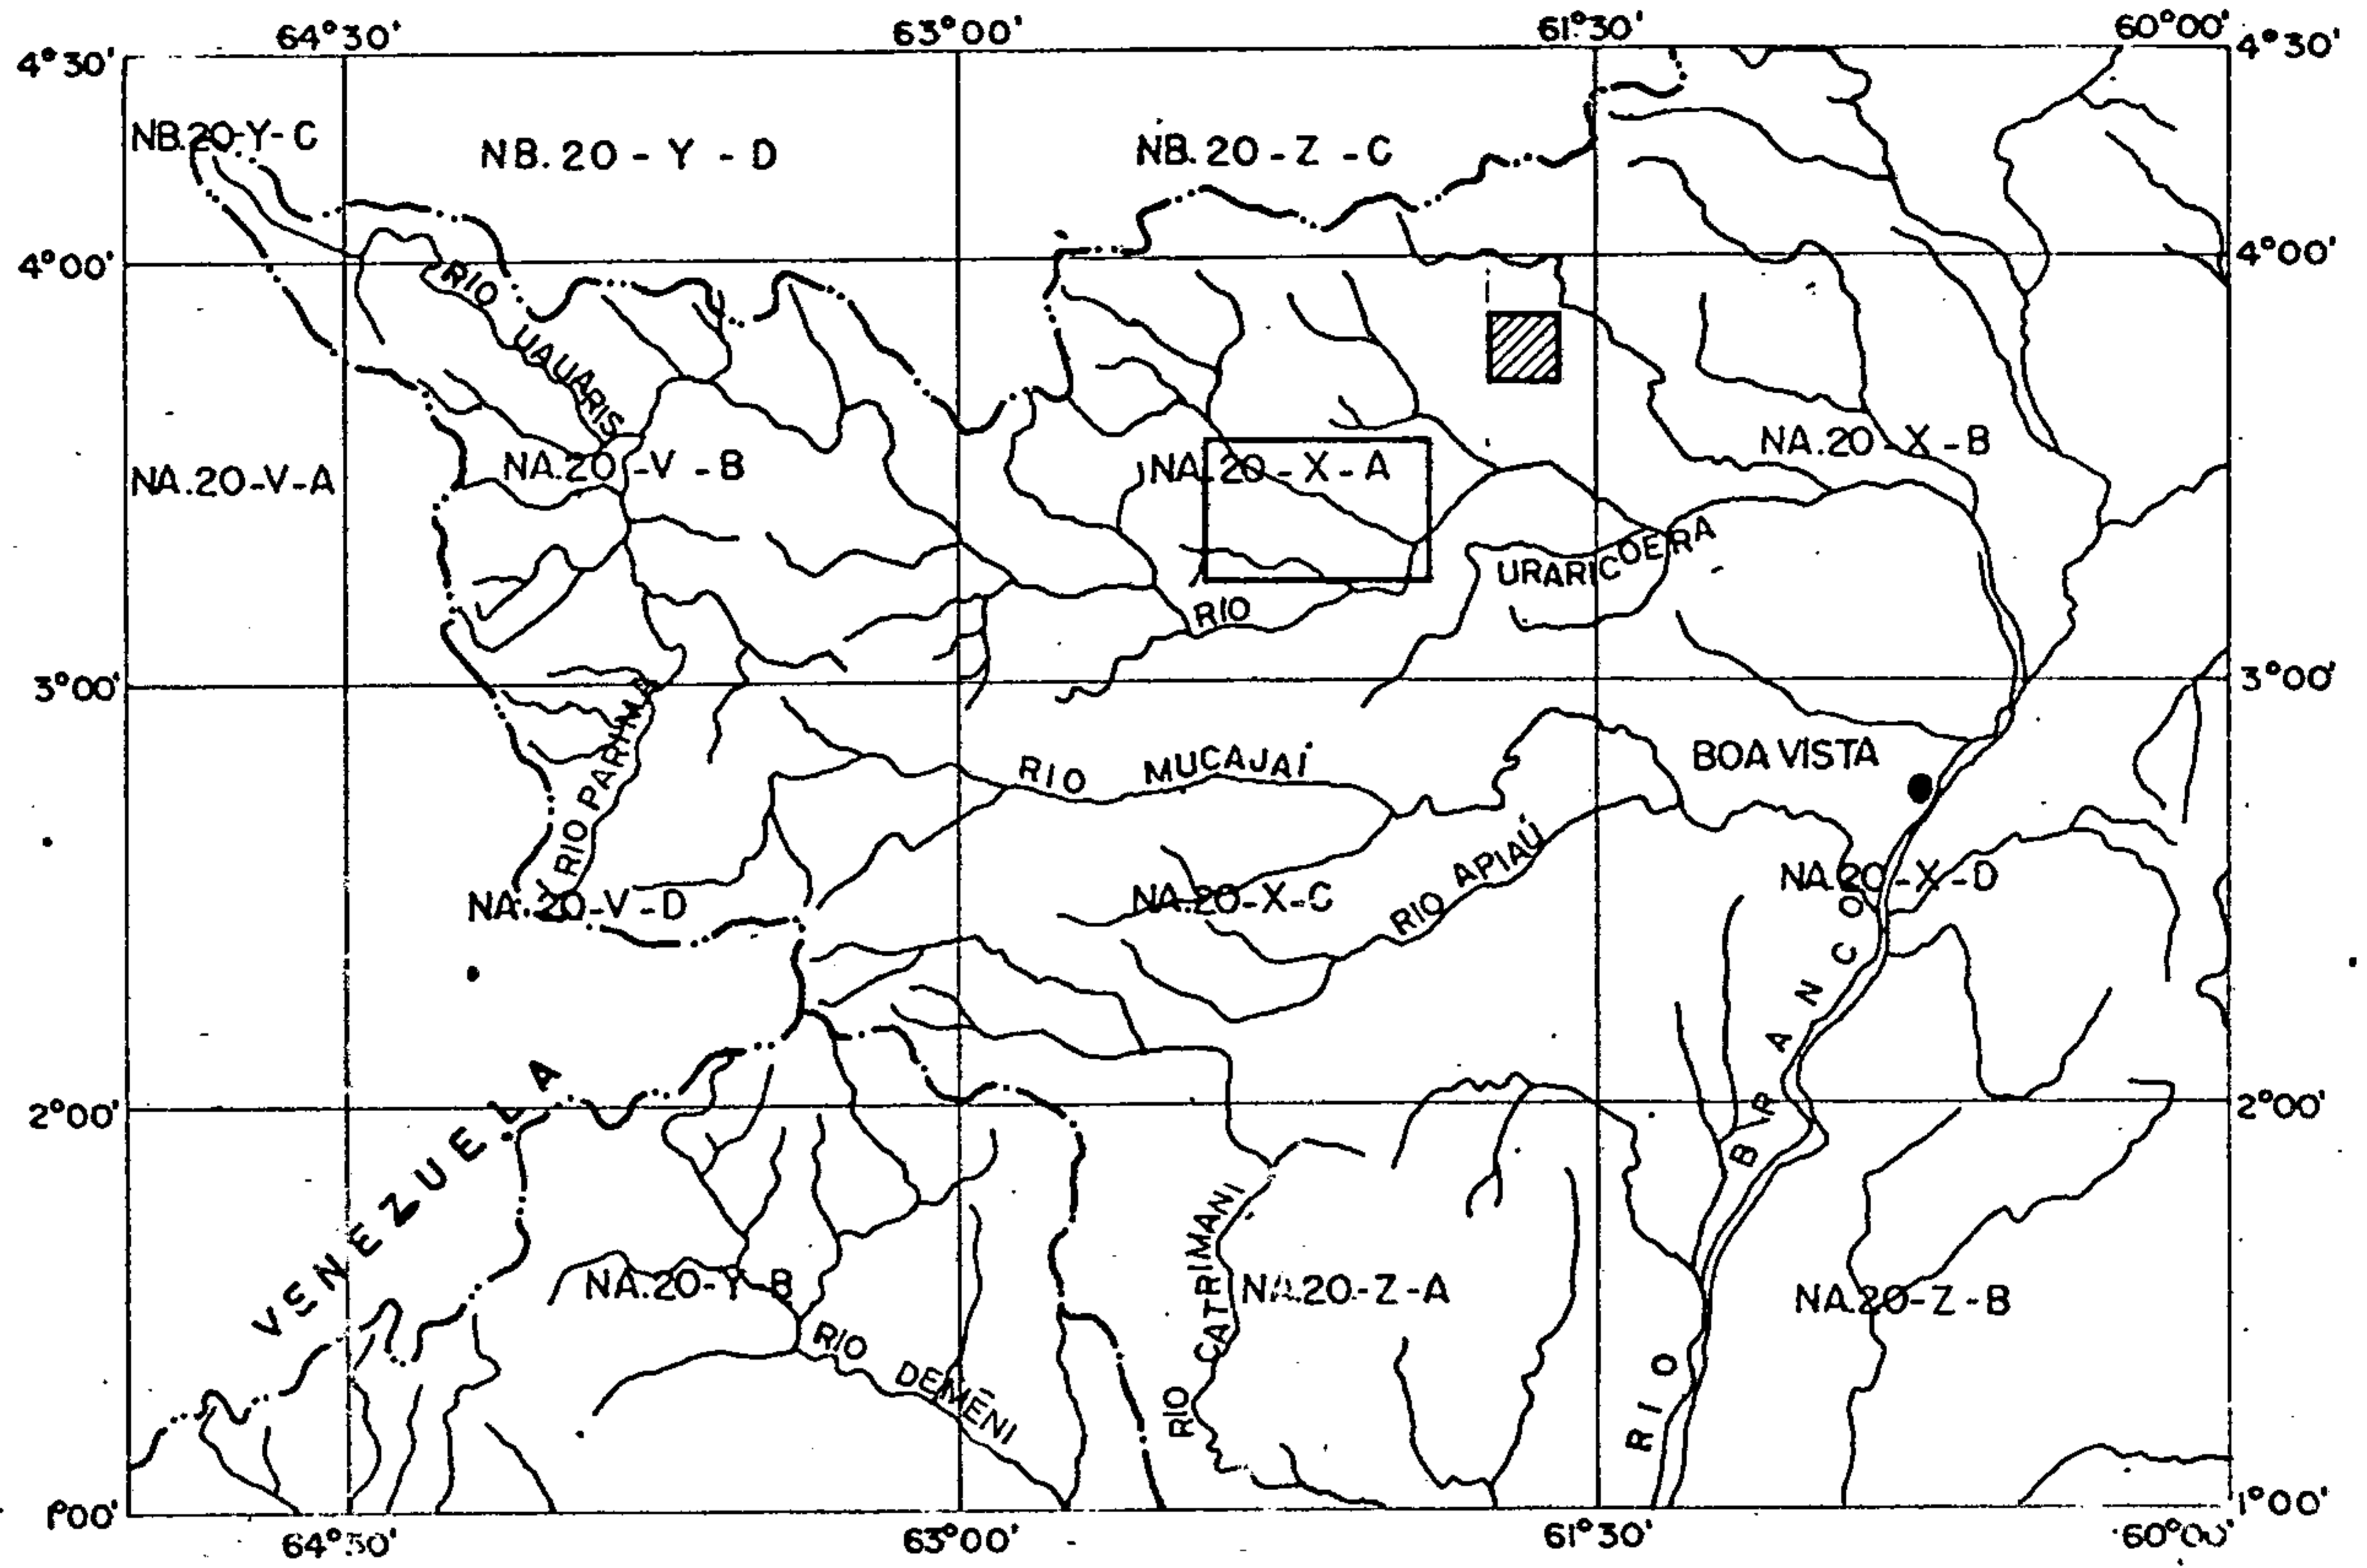 64°30' 63°00' 61°30' 60°00'
4°30' 4°30'
NB.20-Y-C NB.20-Y-D NB.20-Z-C
4°00' 4°00'
RIO UAUARIS
NA.20-V-A NA.20-V-B NA.20-X-A NA.20-X-B
RIO URARICOERA
3°00' 3°00'
RIO PARIMA
RIO MUCAJAÍ
BOA VISTA
RIO APIAÚ
NA.20-V-D NA.20-X-C NA.20-X-D
RIO BRANCO
2°00' 2°00'
VENEZUELA
RIO CATRIMANI
NA.20-Y-B NA.20-Z-A NA.20-Z-B
RIO DEMÊNI
1°00' 1°00'
64°30' 63°00' 61°30' 60°00'